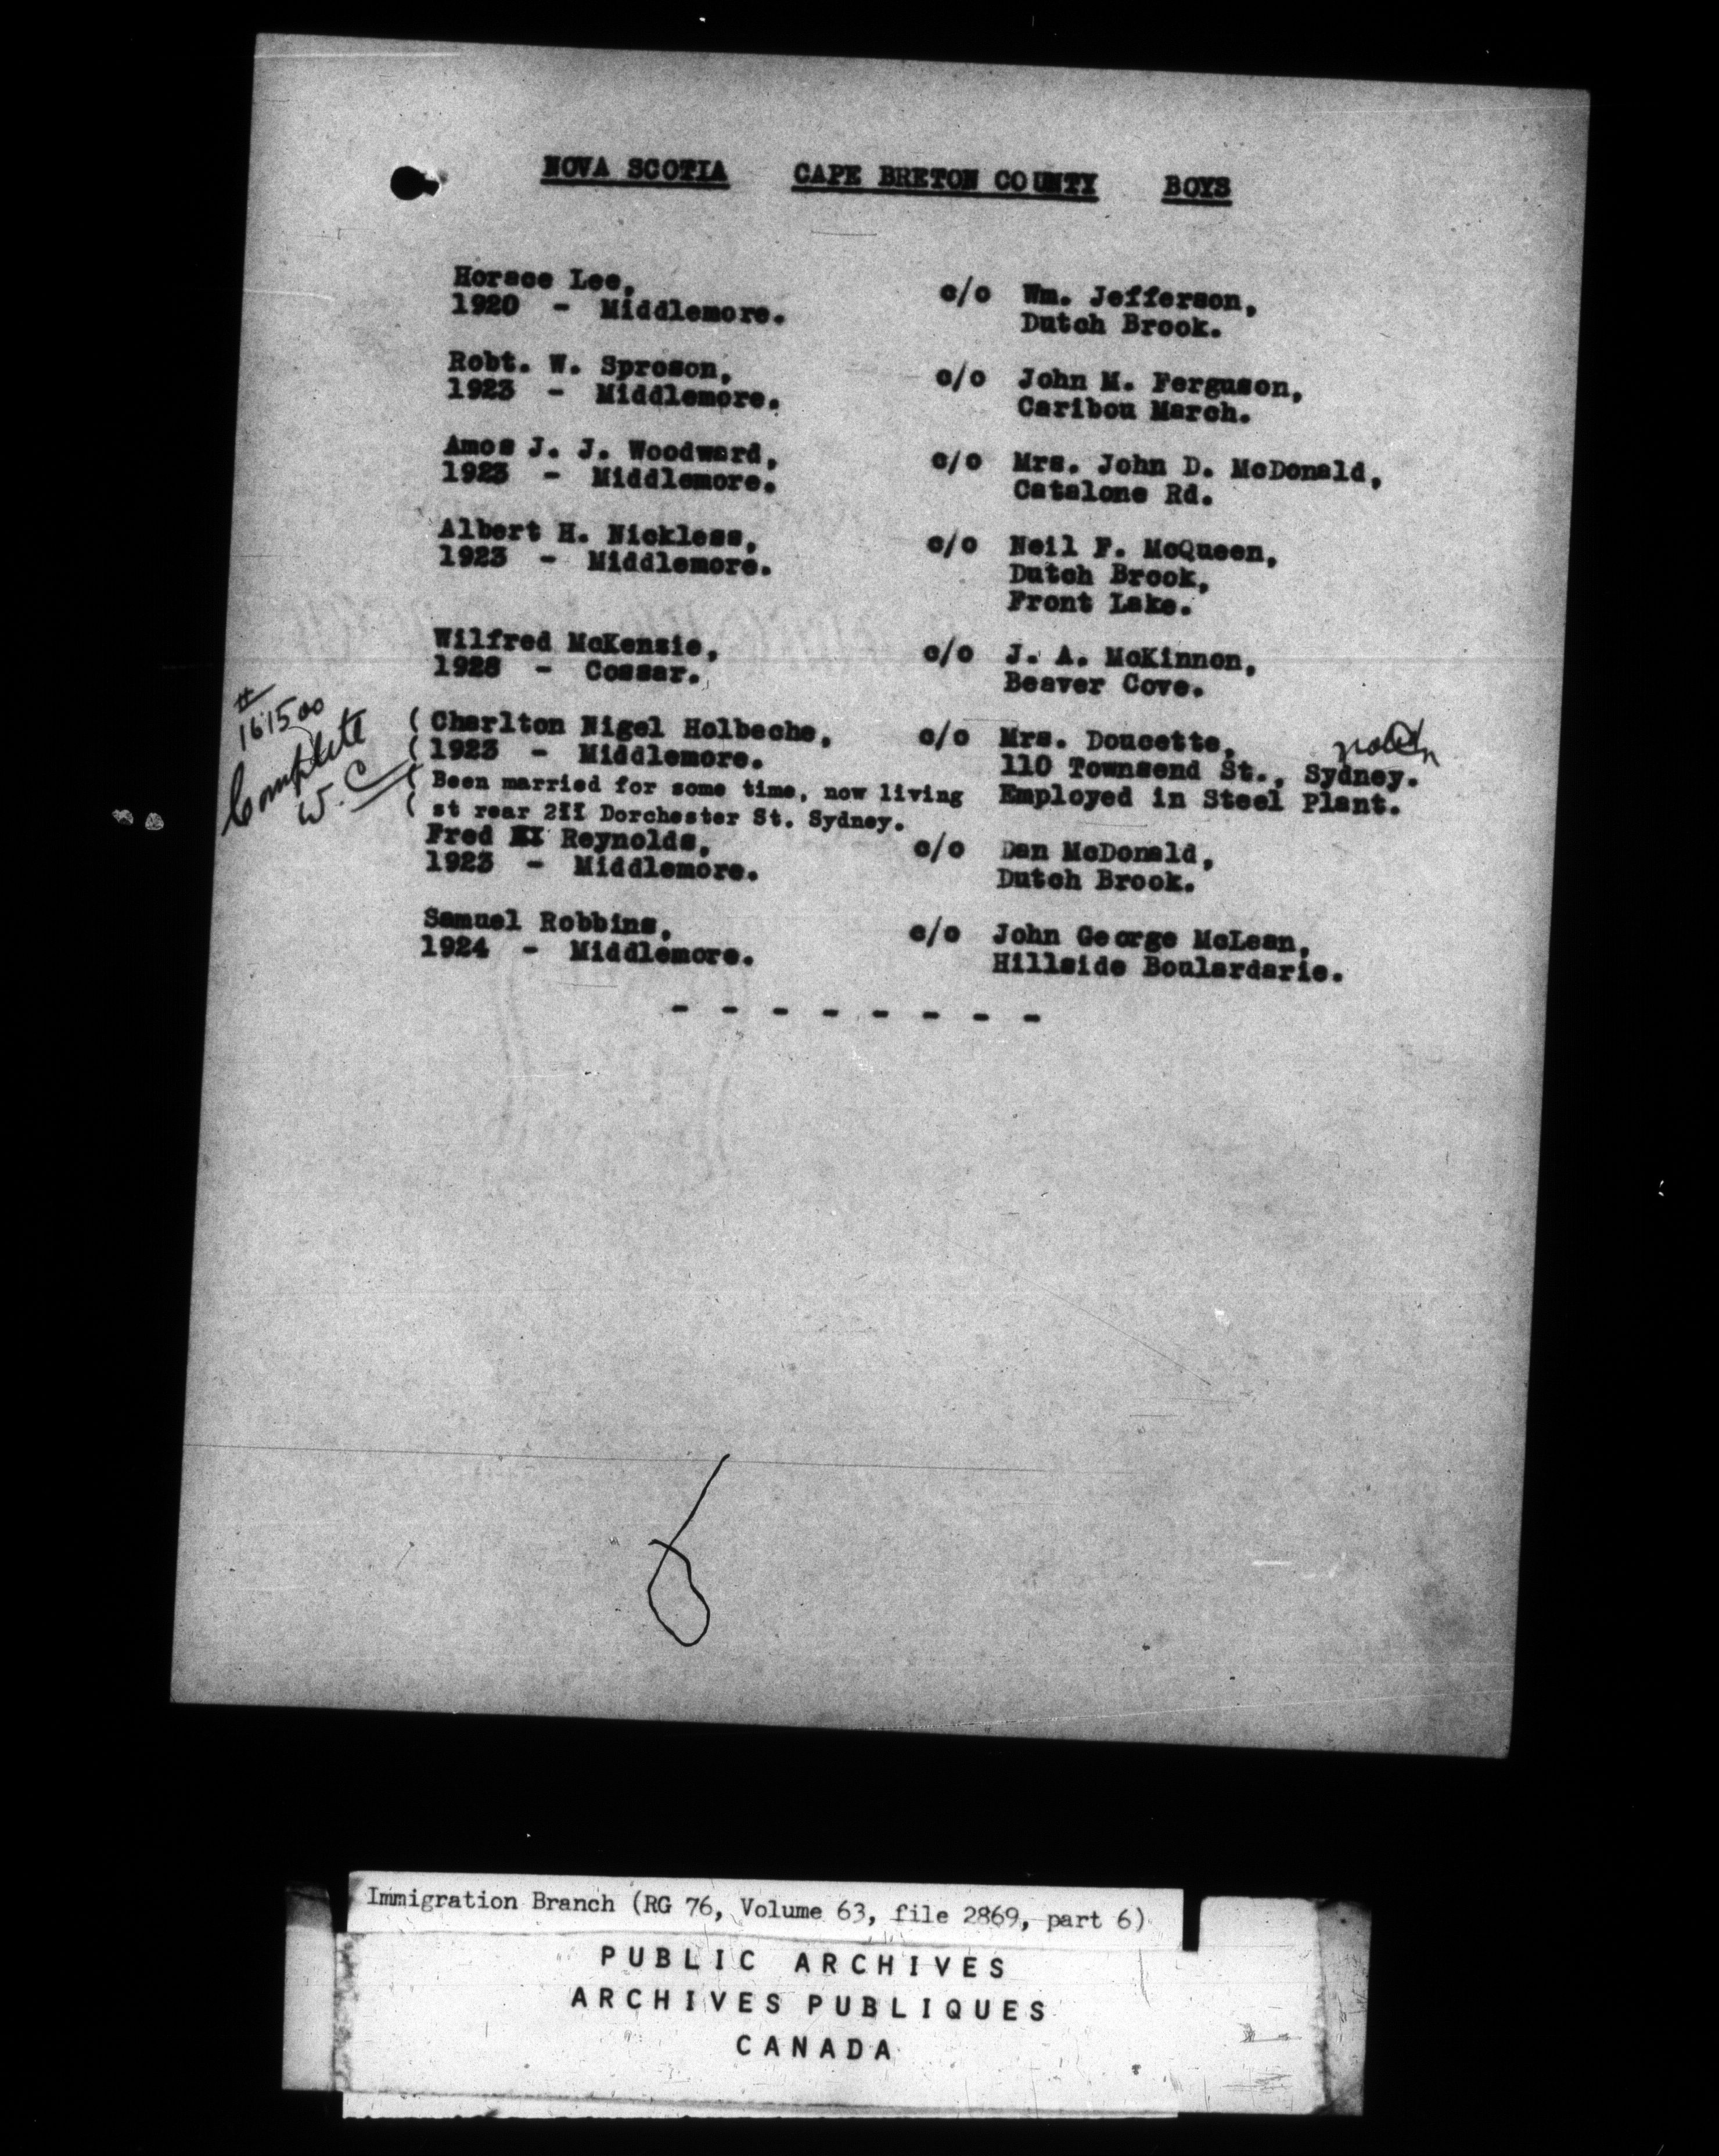 NOVA SCOTIA CAPE BRETON COUNTY BOYS
Horace Lee, c/o Wm. Jefferson,
1920 - Middlemore. Dutch Brook.
Robt. W. Sproson, c/o John M. Ferguson,
1923 - Middlemore. Caribou March.
Amos J. J. Woodward, c/o Mrs. John D. McDonald,
1923 - Middlemore. Catalone Rd.
Albert H. Nickless, c/o Neil F. McQueen,
1923 - Middlemore. Dutch Brook,
Front Lake.
Wilfred McKenzie, c/o J. A. McKinnon,
1928 - Cossar. Beaver Cove.
#
161500
Complete
W. C
( Charlton Nigel Holbeche, c/o Mrs. Doucette,
( 1923 - Middlemore. 110 Townsend St., Sydney.
( Been married for some time, now living Employed in Steel Plant.
( at rear 2II Dorchester St. Sydney.
Fred Reynolds, c/o Dan McDonald,
1923 - Middlemore. Dutch Brook.
Samuel Robbins, c/o John George McLean,
1924 - Middlemore. Hillside Boulardarie.
- - - - - - - -
Immigration Branch (RG 76, Volume 63, file 2869, part 6)
PUBLIC ARCHIVES
ARCHIVES PUBLIQUES
CANADA